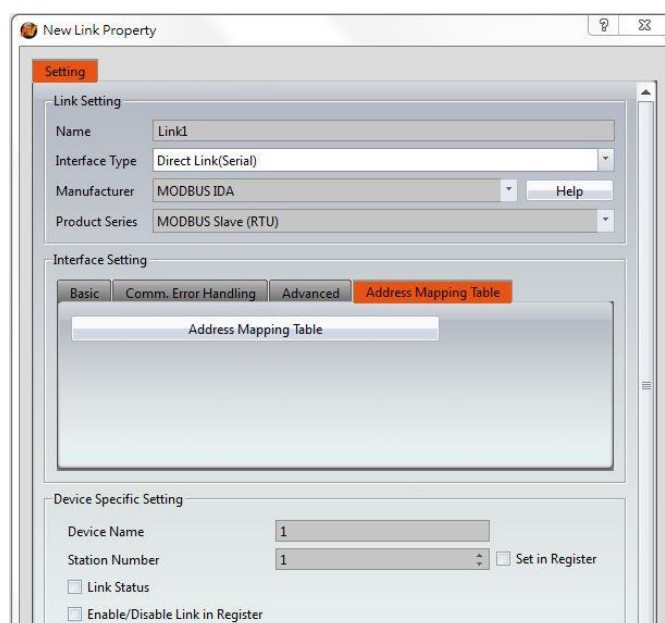 New Link Property
Setting
Link Setting
Name Link1
Interface Type Direct Link(Serial)
Manufacturer MODBUS IDA Help
Product Series MODBUS Slave (RTU)
Interface Setting
Basic Comm. Error Handling Advanced Address Mapping Table
Address Mapping Table
Device Specific Setting
Device Name 1
Station Number 1 Set in Register
Link Status
Enable/Disable Link in Register